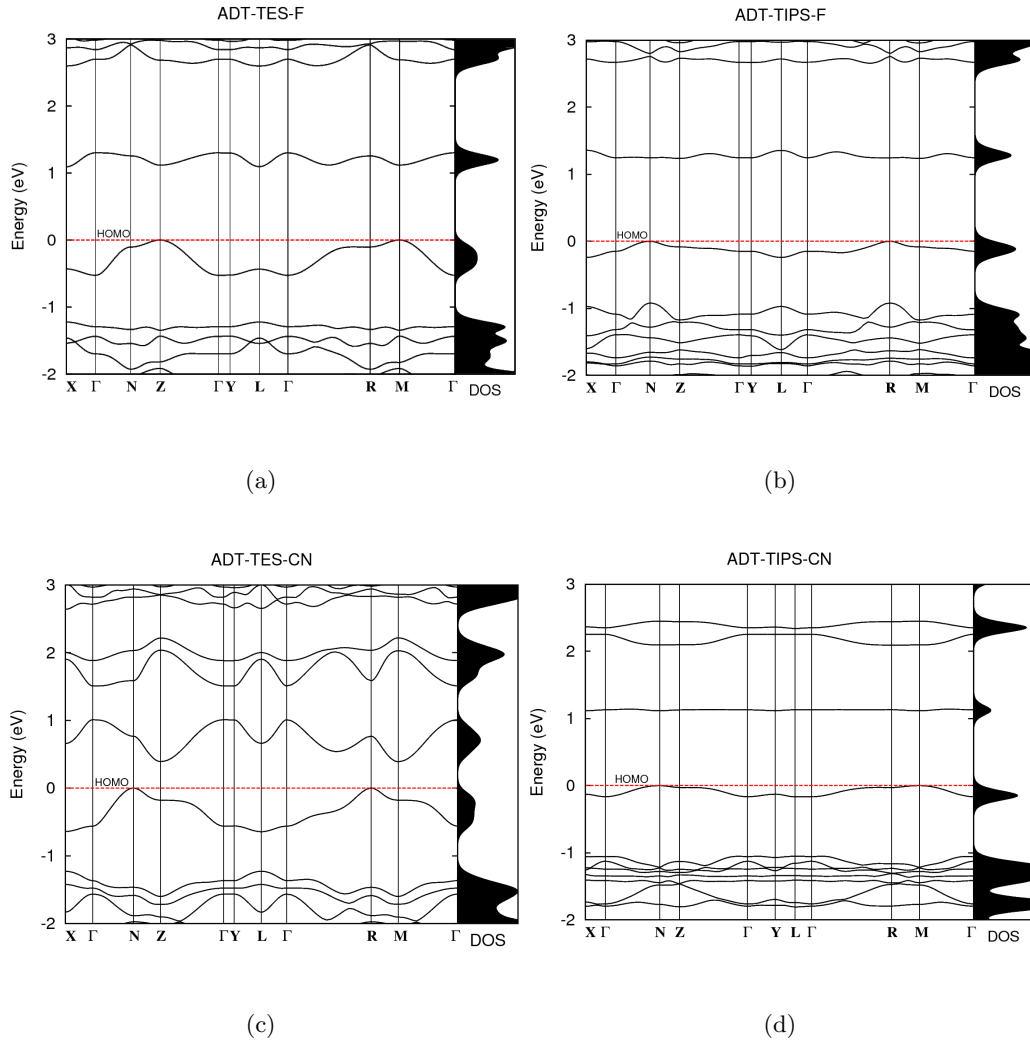 ADT-TES-F
3
2
1
0
-1
-2
Energy (eV)
HOMO
X Γ N Z Γ Y L Γ R M Γ DOS
(a)
ADT-TIPS-F
3
2
1
0
-1
-2
Energy (eV)
HOMO
X Γ N Z Γ Y L Γ R M Γ DOS
(b)
ADT-TES-CN
3
2
1
0
-1
-2
Energy (eV)
HOMO
X Γ N Z Γ Y L Γ R M Γ DOS
(c)
ADT-TIPS-CN
3
2
1
0
-1
-2
Energy (eV)
HOMO
X Γ N Z Γ Y L Γ R M Γ DOS
(d)